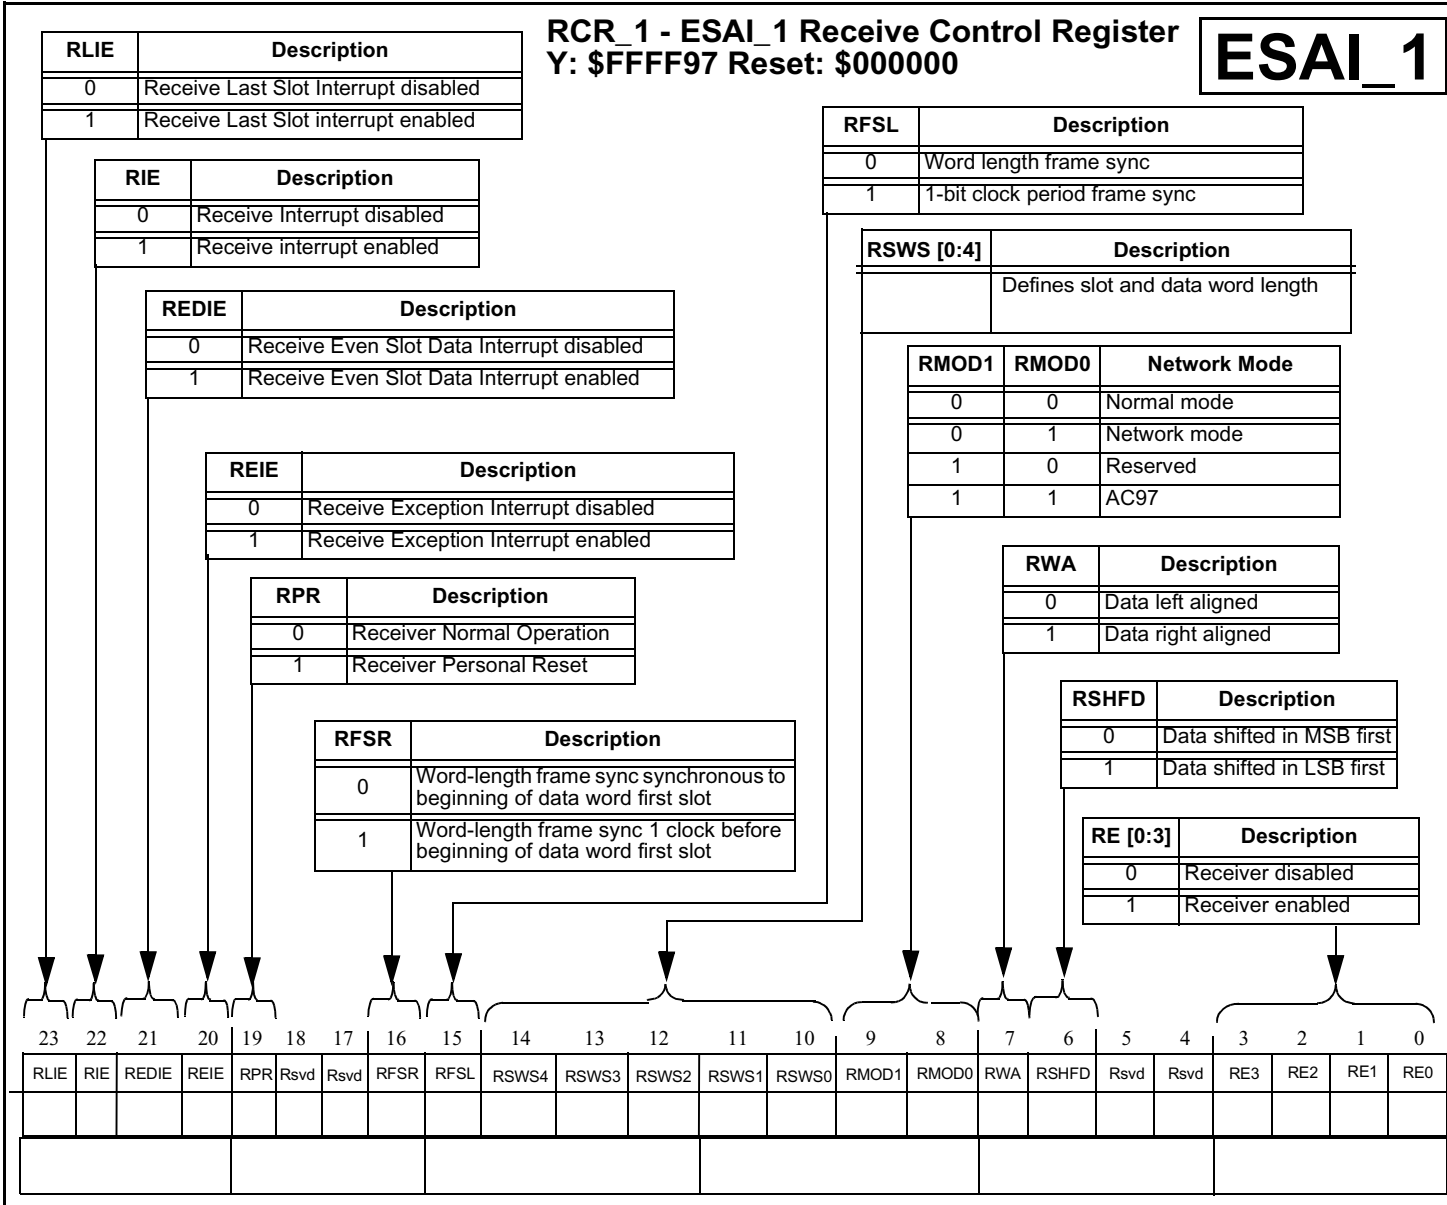 RCR_1 - ESAI_1 Receive Control Register
Y: $FFFF97 Reset: $000000
ESAI_1
RLIE Description
0 Receive Last Slot Interrupt disabled
1 Receive Last Slot interrupt enabled
RIE Description
0 Receive Interrupt disabled
1 Receive interrupt enabled
REDIE Description
0 Receive Even Slot Data Interrupt disabled
1 Receive Even Slot Data Interrupt enabled
REIE Description
0 Receive Exception Interrupt disabled
1 Receive Exception Interrupt enabled
RPR Description
0 Receiver Normal Operation
1 Receiver Personal Reset
RFSR Description
0 Word-length frame sync synchronous to
beginning of data word first slot
1 Word-length frame sync 1 clock before
beginning of data word first slot
RFSL Description
0 Word length frame sync
1 1-bit clock period frame sync
RSWS [0:4] Description
Defines slot and data word length
RMOD1 RMOD0 Network Mode
0 0 Normal mode
0 1 Network mode
1 0 Reserved
1 1 AC97
RWA Description
0 Data left aligned
1 Data right aligned
RSHFD Description
0 Data shifted in MSB first
1 Data shifted in LSB first
RE [0:3] Description
0 Receiver disabled
1 Receiver enabled
23 22 21 20 19 18 17 16 15 14 13 12 11 10 9 8 7 6 5 4 3 2 1 0
RLIE RIE REDIE REIE RPR Rsvd Rsvd RFSR RFSL RSWS4 RSWS3 RSWS2 RSWS1 RSWS0 RMOD1 RMOD0 RWA RSHFD Rsvd Rsvd RE3 RE2 RE1 RE0